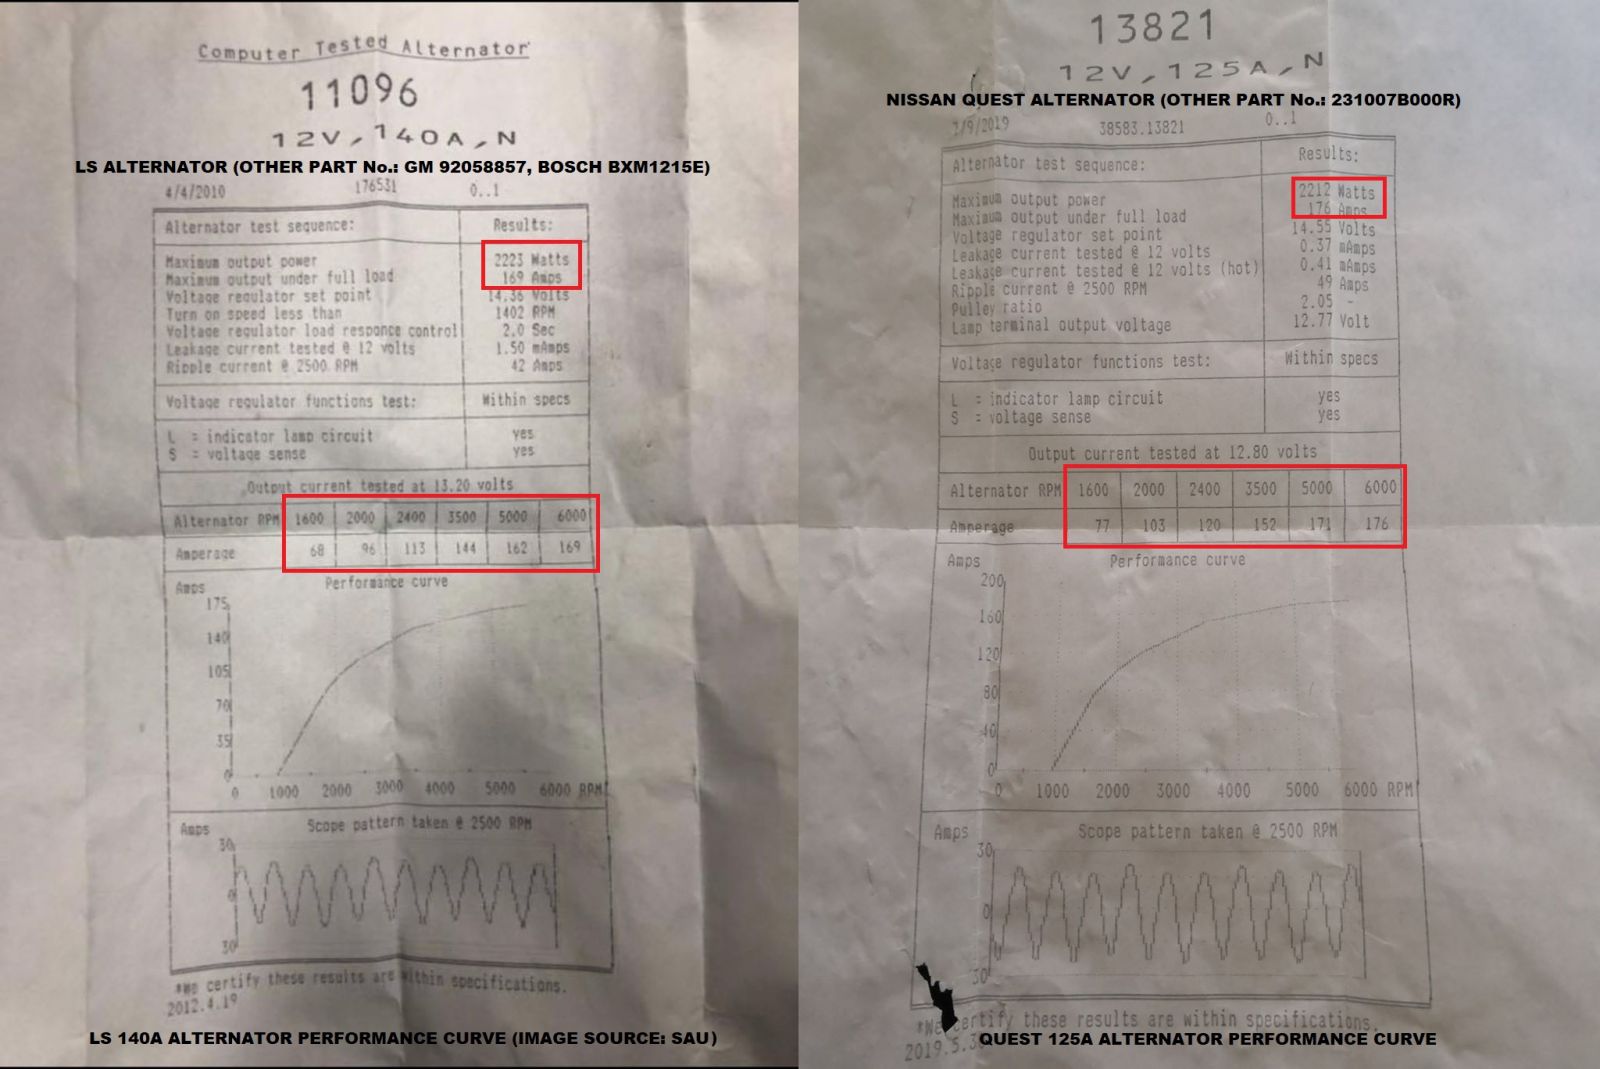 Computer Tested Alternator
11096
12V,140A,N
LS ALTERNATOR (OTHER PART No.: GM 92058857, BOSCH BXM1215E)
4/4/2010 176531 0..1
Alternator test sequence: Results:
Maximum output power 2223 Watts
Maximum output under full load 169 Amps
Voltage regulator set point 14.36 Volts
Turn on speed less than 1402 RPM
Voltage regulator load responce control 2.0 Sec
Leakage current tested @ 12 volts 1.50 mAmps
Ripple current @ 2500 RPM 42 Amps
Voltage regulator functions test: Within specs
L = indicator lamp circuit yes
S = voltage sense yes
Output current tested at 13.20 volts
Alternator RPM 1600 2000 2400 3500 5000 6000
Amperage 68 96 113 144 162 169
Amps Performance curve
175
140
105
70
35
0
0 1000 2000 3000 4000 5000 6000 RPM
Amps Scope pattern taken @ 2500 RPM
30
0
30
*We certify these results are within specifications.
2012.4.19
LS 140A ALTERNATOR PERFORMANCE CURVE (IMAGE SOURCE: SAU)
13821
12V,125A,N
NISSAN QUEST ALTERNATOR (OTHER PART No.: 231007B000R)
/9/2019 38583.13821 0..1
Alternator test sequence: Results:
Maximum output power 2212 Watts
Maximum output under full load 176 Amps
Voltage regulator set point 14.55 Volts
Leakage current tested @ 12 volts 0.37 mAmps
Leakage current tested @ 12 volts (hot) 0.41 mAmps
Ripple current @ 2500 RPM 49 Amps
Pulley ratio 2.05 -
Lamp terminal output voltage 12.77 Volt
Voltage regulator functions test: Within specs
L = indicator lamp circuit yes
S = voltage sense yes
Output current tested at 12.80 volts
Alternator RPM 1600 2000 2400 3500 5000 6000
Amperage 77 103 120 152 171 176
Amps Performance curve
200
160
120
80
40
0
0 1000 2000 3000 4000 5000 6000 RPM
Amps Scope pattern taken @ 2500 RPM
30
0
30
*We certify these results are within specifications.
2019.5.3
QUEST 125A ALTERNATOR PERFORMANCE CURVE